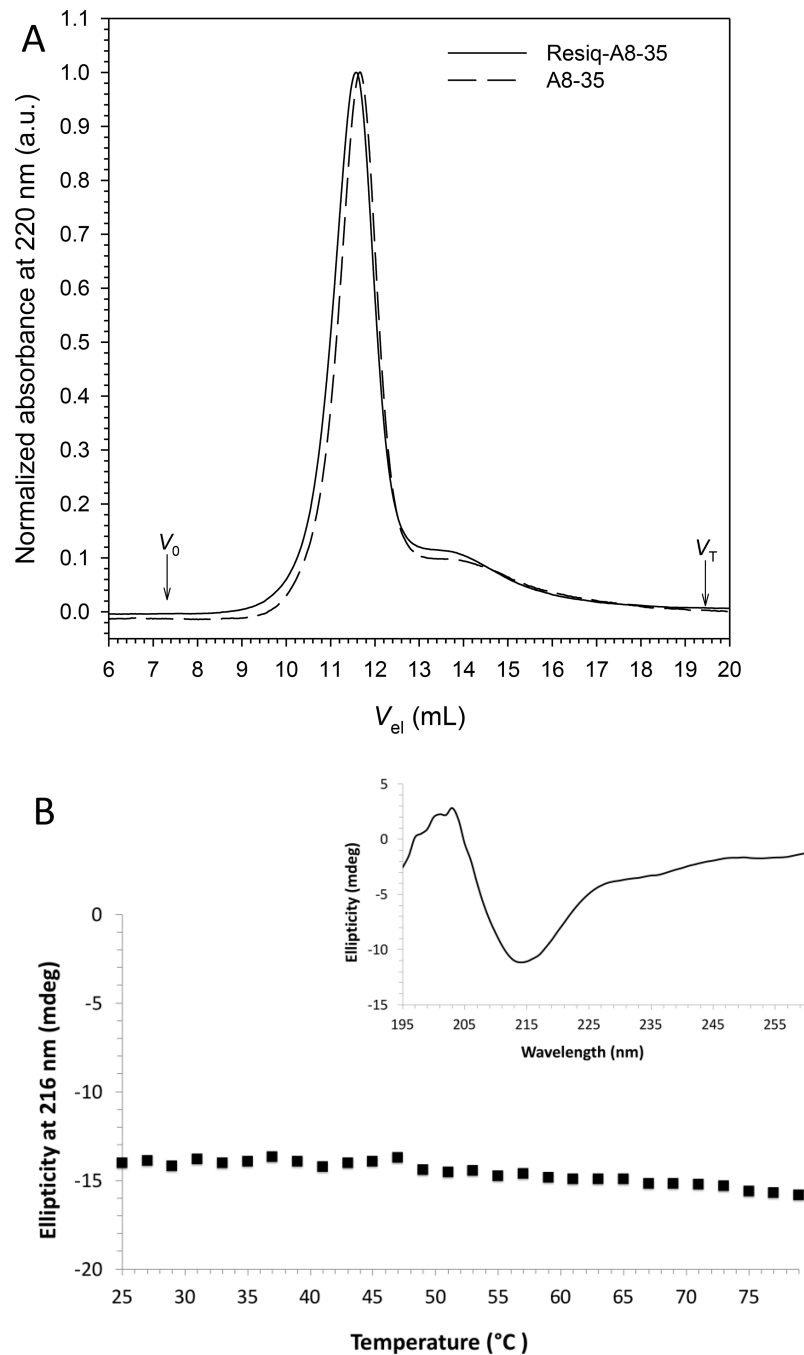 A
Resiq-A8-35
A8-35
Normalized absorbance at 220 nm (a.u.)
1.1
1.0
0.9
0.8
0.7
0.6
0.5
0.4
0.3
0.2
0.1
0.0
V0
VT
6 7 8 9 10 11 12 13 14 15 16 17 18 19 20
Vel (mL)
B
Ellipticity (mdeg)
5
0
-5
-10
-15
195 205 215 225 235 245 255
Wavelength (nm)
Ellipticity at 216 nm (mdeg)
0
-5
-10
-15
-20
25 30 35 40 45 50 55 60 65 70 75
Temperature (°C )